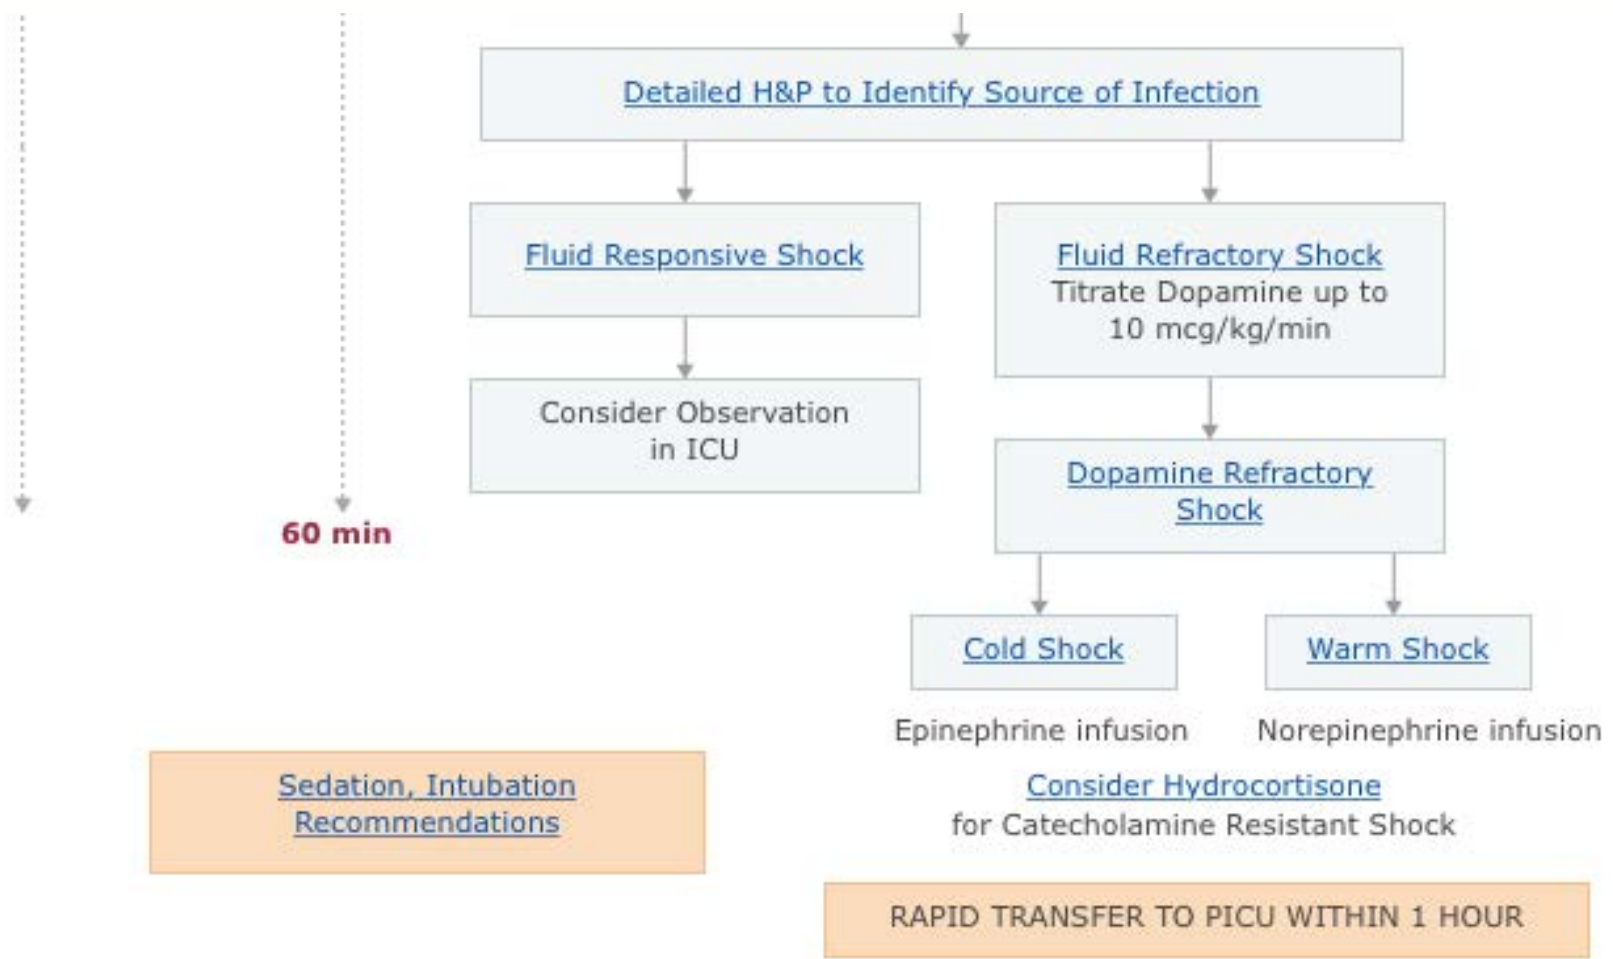 Detailed H&P to Identify Source of Infection
Fluid Responsive Shock
Fluid Refractory Shock
Titrate Dopamine up to
10 mcg/kg/min
Consider Observation
in ICU
Dopamine Refractory
Shock
60 min
Cold Shock
Warm Shock
Epinephrine infusion
Norepinephrine infusion
Sedation, Intubation
Recommendations
Consider Hydrocortisone
for Catecholamine Resistant Shock
RAPID TRANSFER TO PICU WITHIN 1 HOUR